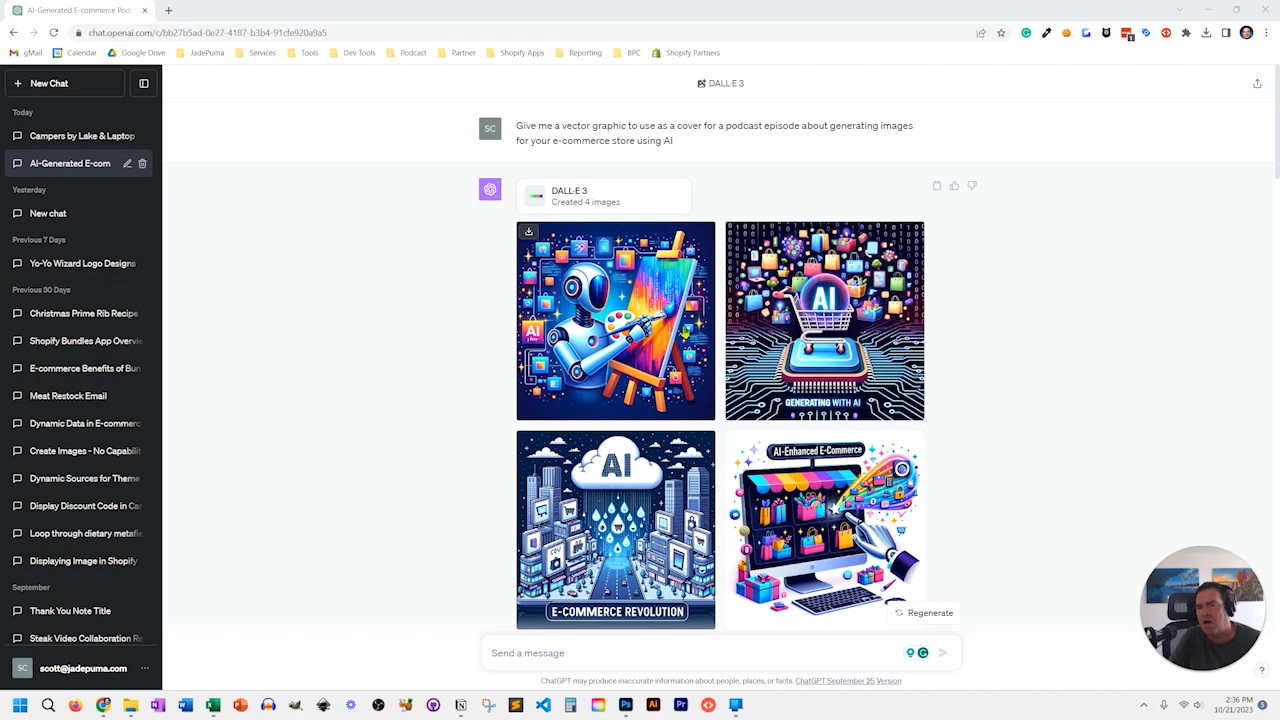 AI-Generated E-commerce Pod
chat.openai.com/c/bb27b5ad-0e27-4187-b3b4-91cfe920a9a5
gMail Calendar Google Drive JadePuma Services Tools Dev Tools Podcast Partner Shopify Apps Reporting BPC Shopify Partners
New Chat
Today
Campers by Lake & Laptop
AI-Generated E-com
Yesterday
New chat
Previous 7 Days
Yo-Yo Wizard Logo Designs
Previous 30 Days
Christmas Prime Rib Recipe
Shopify Bundles App Overvie
E-commerce Benefits of Bun
Meat Restock Email
Dynamic Data in E-commerc
Create Images - No Capabilit
Dynamic Sources for Theme
Display Discount Code in Car
Loop through dietary metafie
Displaying Image in Shopify
September
Thank You Note Title
Steak Video Collaboration Re
SC scott@jadepuma.com
DALL·E 3
SC
Give me a vector graphic to use as a cover for a podcast episode about generating images
for your e-commerce store using AI
DALL·E 3
Created 4 images
AI
AI
GENERATING WITH AI
AI
E-COMMERCE REVOLUTION
AI-Enhanced E-Commerce
Regenerate
Send a message
ChatGPT may produce inaccurate information about people, places, or facts. ChatGPT September 25 Version
?
2:36 PM
10/21/2023
5